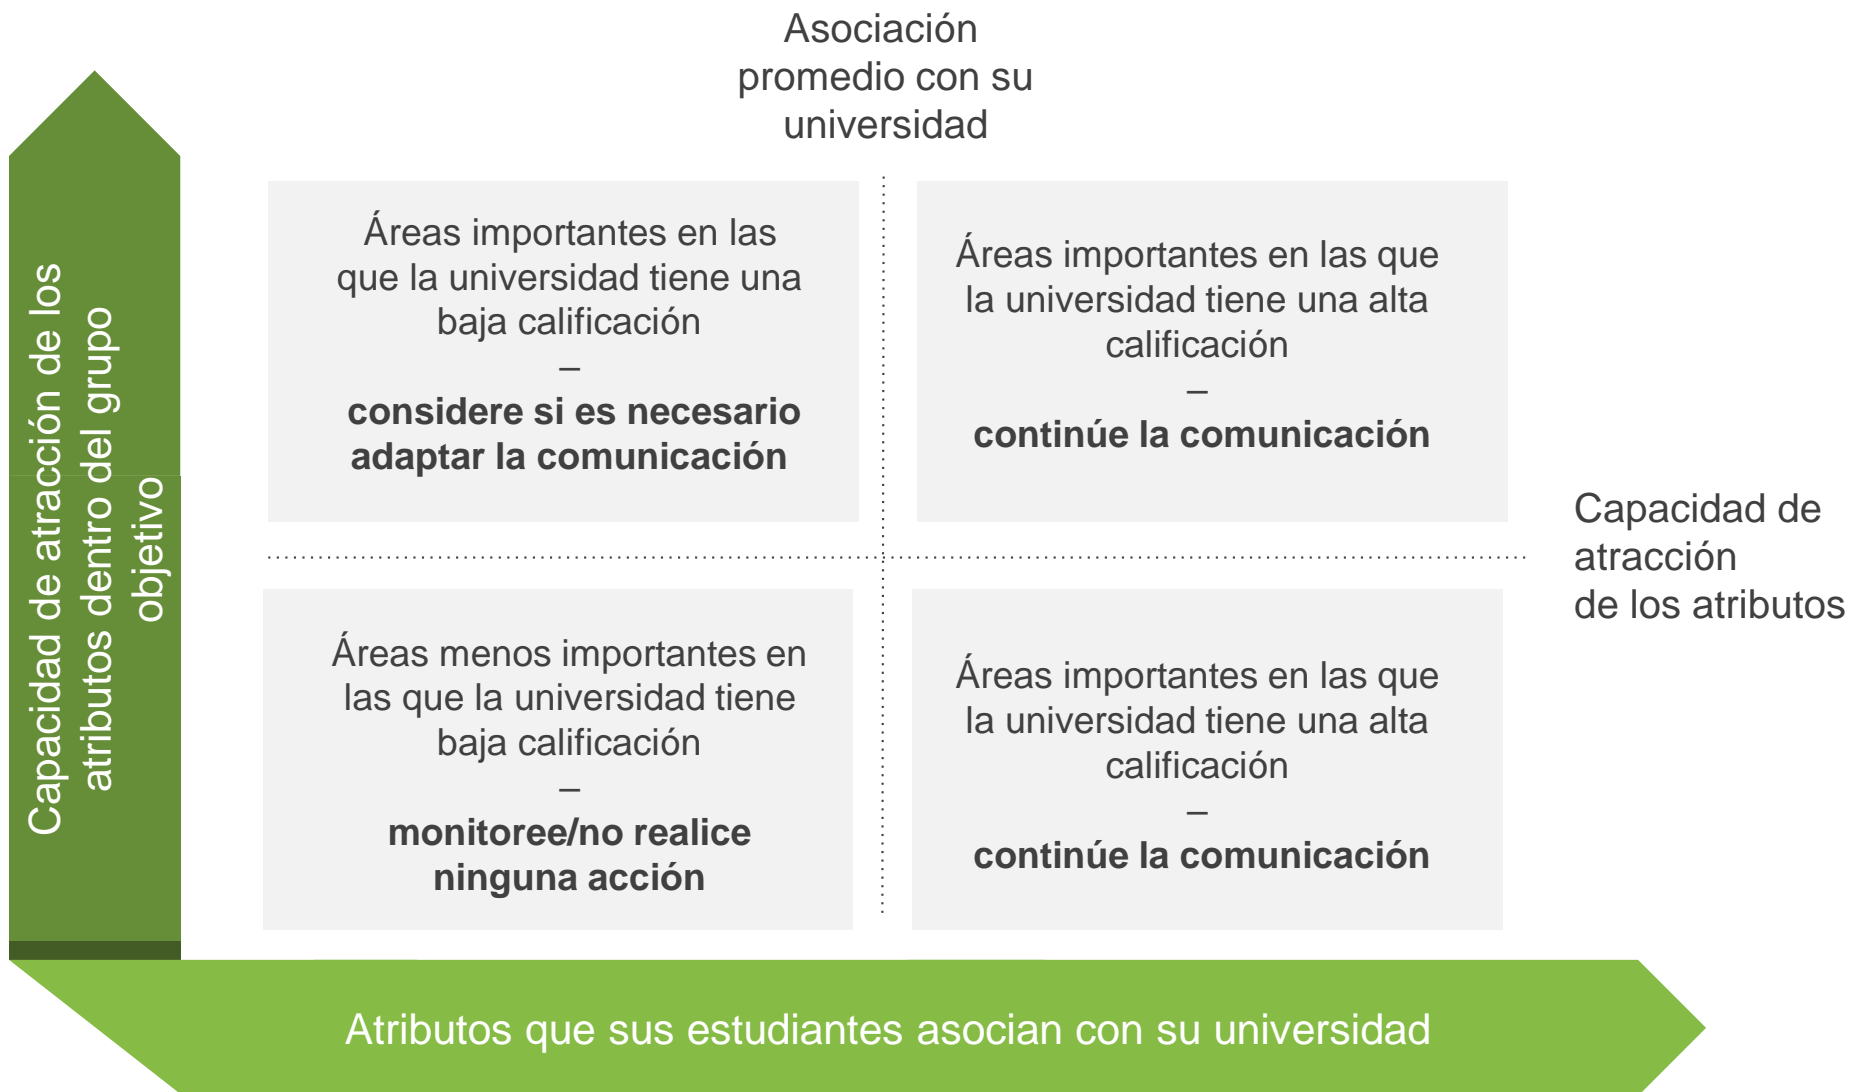 Asociación
promedio con su
universidad
Capacidad de atracción de los
atributos dentro del grupo
objetivo
Áreas importantes en las
que la universidad tiene una
baja calificación
–
considere si es necesario
adaptar la comunicación
Áreas importantes en las que
la universidad tiene una alta
calificación
–
continúe la comunicación
Capacidad de
atracción
de los atributos
Áreas menos importantes en
las que la universidad tiene
baja calificación
–
monitoree/no realice
ninguna acción
Áreas importantes en las que
la universidad tiene una alta
calificación
–
continúe la comunicación
Atributos que sus estudiantes asocian con su universidad